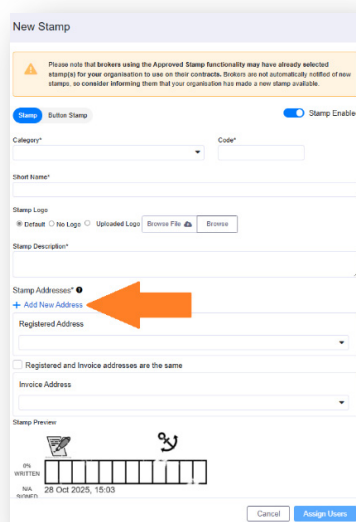 New Stamp
Please note that brokers using the Approved Stamp functionality may have already selected
stamp(s) for your organisation to use on their contracts. Brokers are not automatically notified of new
stamps, so consider informing them that your organisation has made a new stamp available.
Stamp Button Stamp Stamp Enable
Category* Code*
Short Name*
Stamp Logo
Default No Logo Uploaded Logo Browse File Browse
Stamp Description*
Stamp Addresses*
+ Add New Address
Registered Address
Registered and Invoice addresses are the same
Invoice Address
Stamp Preview
0%
WRITTEN
N/A 28 Oct 2025, 15:03
SIGNED
Cancel Assign Users